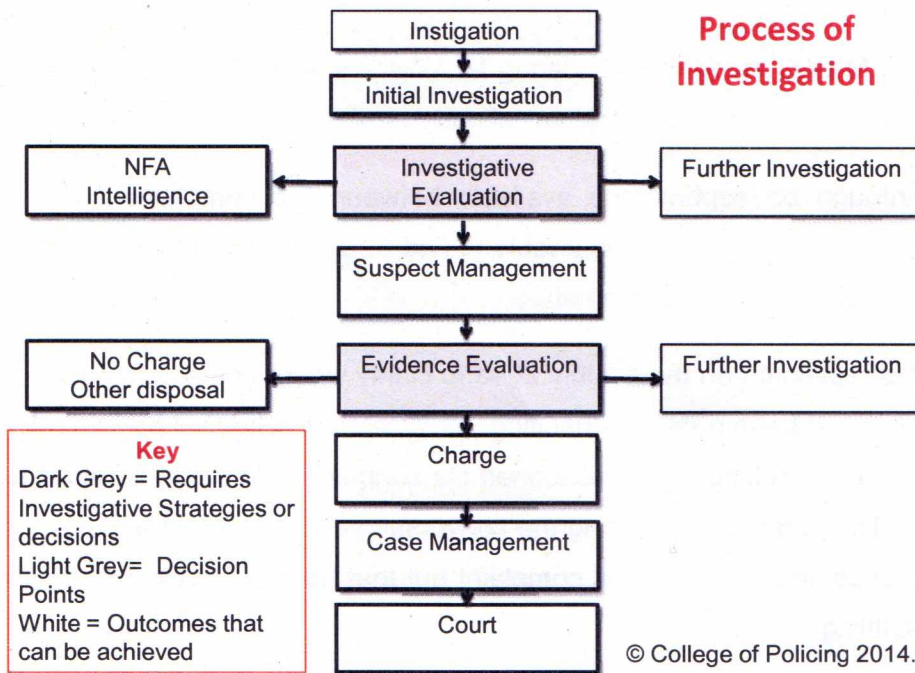 Process of
Investigation
Instigation
Initial Investigation
NFA
Intelligence
Investigative
Evaluation
Further Investigation
Suspect Management
No Charge
Other disposal
Evidence Evaluation
Further Investigation
Charge
Case Management
Court
Key
Dark Grey = Requires
Investigative Strategies or
decisions
Light Grey= Decision
Points
White = Outcomes that
can be achieved
© College of Policing 2014.